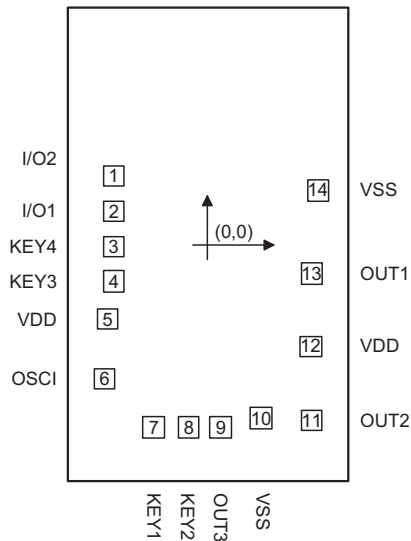 I/O2
1
14
VSS
I/O1
2
(0,0)
KEY4
3
KEY3
4
13
OUT1
VDD
5
12
VDD
OSCI
6
7
8
9
10
11
OUT2
KEY1
KEY2
OUT3
VSS